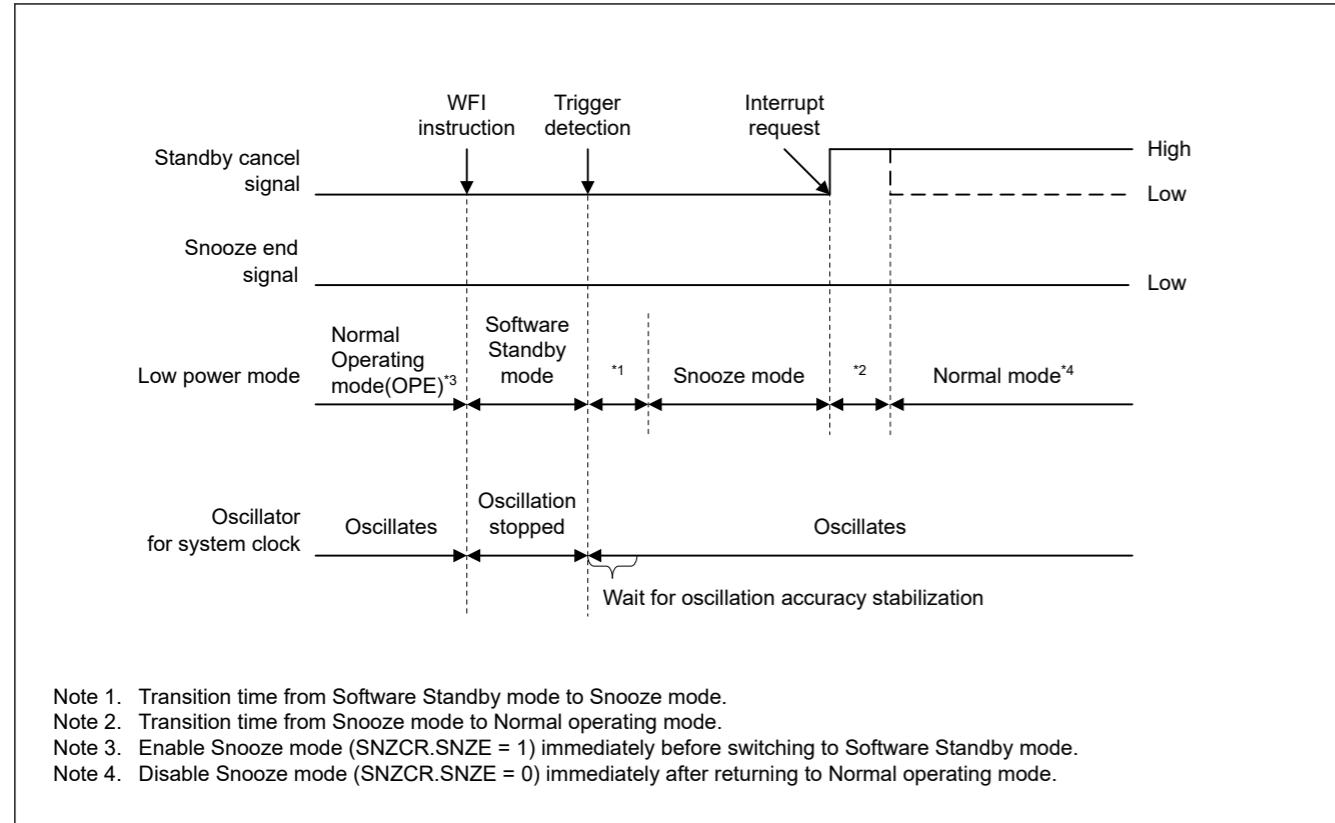 WFI
instruction
Trigger
detection
Interrupt
request
Standby cancel
signal
High
Low
Snooze end
signal
Low
Low power mode
Normal
Operating
mode(OPE)*3
Software
Standby
mode
*1
Snooze mode
*2
Normal mode*4
Oscillator
for system clock
Oscillates
Oscillation
stopped
Oscillates
Wait for oscillation accuracy stabilization
Note 1. Transition time from Software Standby mode to Snooze mode.
Note 2. Transition time from Snooze mode to Normal operating mode.
Note 3. Enable Snooze mode (SNZCR.SNZE = 1) immediately before switching to Software Standby mode.
Note 4. Disable Snooze mode (SNZCR.SNZE = 0) immediately after returning to Normal operating mode.